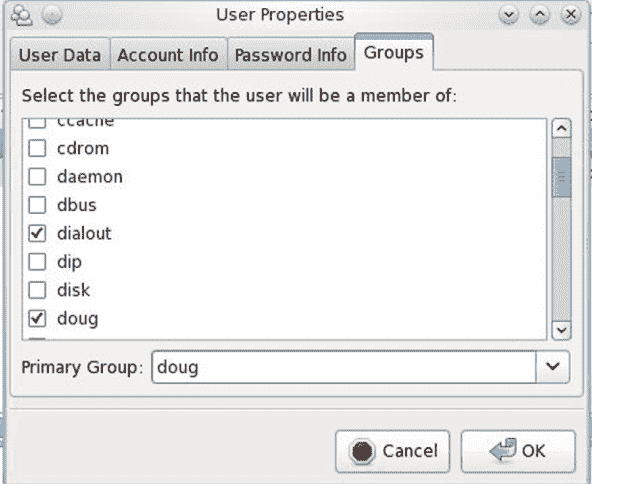 User Properties
User Data Account Info Password Info Groups
Select the groups that the user will be a member of:
ccache
cdrom
daemon
dbus
dialout
dip
disk
doug
Primary Group: doug
Cancel OK